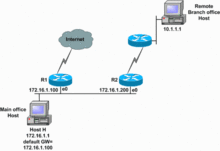 Remote
Branch office
Host
10.1.1.1
Internet
R1
R2
172.16.1.100
e0
172.16.1.200
e0
Main office
Host
Host H
172.16.1.1
default GW=
172.16.1.100